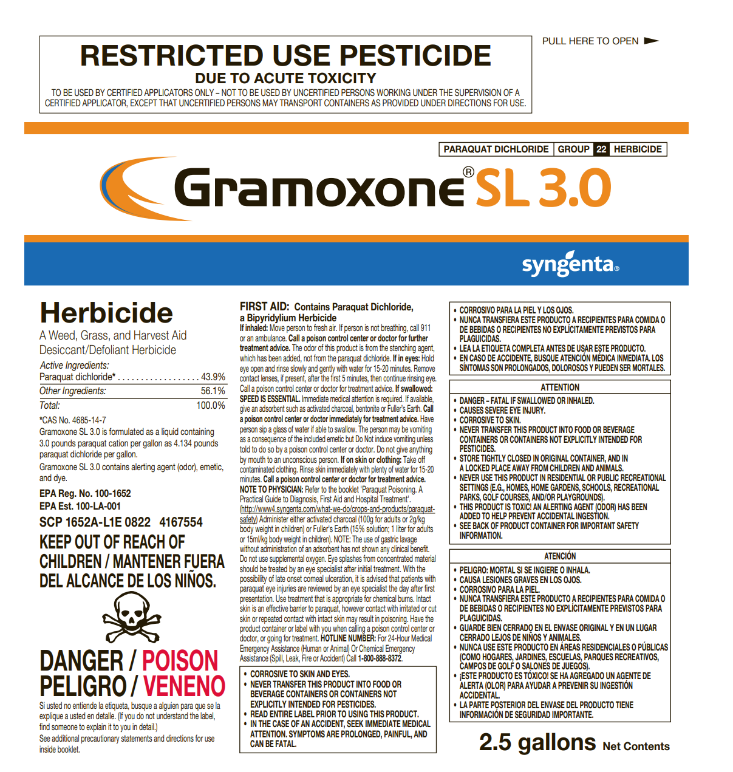 PULL HERE TO OPEN
RESTRICTED USE PESTICIDE
DUE TO ACUTE TOXICITY
TO BE USED BY CERTIFIED APPLICATORS ONLY – NOT TO BE USED BY UNCERTIFIED PERSONS WORKING UNDER THE SUPERVISION OF A
CERTIFIED APPLICATOR, EXCEPT THAT UNCERTIFIED PERSONS MAY TRANSPORT CONTAINERS AS PROVIDED UNDER DIRECTIONS FOR USE.
PARAQUAT DICHLORIDE GROUP 22 HERBICIDE
Gramoxone® SL 3.0
syngenta®
Herbicide
A Weed, Grass, and Harvest Aid
Desiccant/Defoliant Herbicide
Active Ingredients:
Paraquat dichloride* . . . . . . . . . . . . . . . . . . 43.9%
Other Ingredients: 56.1%
Total: 100.0%
*CAS No. 4685-14-7
Gramoxone SL 3.0 is formulated as a liquid containing
3.0 pounds paraquat cation per gallon as 4.134 pounds
paraquat dichloride per gallon.
Gramoxone SL 3.0 contains alerting agent (odor), emetic,
and dye.
EPA Reg. No. 100-1652
EPA Est. 100-LA-001
SCP 1652A-L1E 0822 4167554
KEEP OUT OF REACH OF
CHILDREN / MANTENER FUERA
DEL ALCANCE DE LOS NIÑOS.
DANGER / POISON
PELIGRO / VENENO
Si usted no entiende la etiqueta, busque a alguien para que se la
explique a usted en detalle. (If you do not understand the label,
find someone to explain it to you in detail.)
See additional precautionary statements and directions for use
inside booklet.
FIRST AID: Contains Paraquat Dichloride,
a Bipyridylium Herbicide
If inhaled: Move person to fresh air. If person is not breathing, call 911
or an ambulance. Call a poison control center or doctor for further
treatment advice. The odor of this product is from the stenching agent,
which has been added, not from the paraquat dichloride. If in eyes: Hold
eye open and rinse slowly and gently with water for 15-20 minutes. Remove
contact lenses, if present, after the first 5 minutes, then continue rinsing eye.
Call a poison control center or doctor for treatment advice. If swallowed:
SPEED IS ESSENTIAL. Immediate medical attention is required. If available,
give an adsorbent such as activated charcoal, bentonite or Fuller's Earth. Call
a poison control center or doctor immediately for treatment advice. Have
person sip a glass of water if able to swallow. The person may be vomiting
as a consequence of the included emetic but Do Not induce vomiting unless
told to do so by a poison control center or doctor. Do not give anything
by mouth to an unconscious person. If on skin or clothing: Take off
contaminated clothing. Rinse skin immediately with plenty of water for 15-20
minutes. Call a poison control center or doctor for treatment advice.
NOTE TO PHYSICIAN: Refer to the booklet 'Paraquat Poisoning. A
Practical Guide to Diagnosis, First Aid and Hospital Treatment'.
(http://www4.syngenta.com/what-we-do/crops-and-products/paraquat-
safety) Administer either activated charcoal (100g for adults or 2g/kg
body weight in children) or Fuller's Earth (15% solution; 1 liter for adults
or 15ml/kg body weight in children). NOTE: The use of gastric lavage
without administration of an adsorbent has not shown any clinical benefit.
Do not use supplemental oxygen. Eye splashes from concentrated material
should be treated by an eye specialist after initial treatment. With the
possibility of late onset corneal ulceration, it is advised that patients with
paraquat eye injuries are reviewed by an eye specialist the day after first
presentation. Use treatment that is appropriate for chemical burns. Intact
skin is an effective barrier to paraquat, however contact with irritated or cut
skin or repeated contact with intact skin may result in poisoning. Have the
product container or label with you when calling a poison control center or
doctor, or going for treatment. HOTLINE NUMBER: For 24-Hour Medical
Emergency Assistance (Human or Animal) Or Chemical Emergency
Assistance (Spill, Leak, Fire or Accident) Call 1-800-888-8372.
• CORROSIVE TO SKIN AND EYES.
• NEVER TRANSFER THIS PRODUCT INTO FOOD OR
BEVERAGE CONTAINERS OR CONTAINERS NOT
EXPLICITLY INTENDED FOR PESTICIDES.
• READ ENTIRE LABEL PRIOR TO USING THIS PRODUCT.
• IN THE CASE OF AN ACCIDENT, SEEK IMMEDIATE MEDICAL
ATTENTION. SYMPTOMS ARE PROLONGED, PAINFUL, AND
CAN BE FATAL.
• CORROSIVO PARA LA PIEL Y LOS OJOS.
• NUNCA TRANSFIERA ESTE PRODUCTO A RECIPIENTES PARA COMIDA O
DE BEBIDAS O RECIPIENTES NO EXPLÍCITAMENTE PREVISTOS PARA
PLAGUICIDAS.
• LEA LA ETIQUETA COMPLETA ANTES DE USAR ESTE PRODUCTO.
• EN CASO DE ACCIDENTE, BUSQUE ATENCIÓN MÉDICA INMEDIATA. LOS
SÍNTOMAS SON PROLONGADOS, DOLOROSOS Y PUEDEN SER MORTALES.
ATTENTION
• DANGER – FATAL IF SWALLOWED OR INHALED.
• CAUSES SEVERE EYE INJURY.
• CORROSIVE TO SKIN.
• NEVER TRANSFER THIS PRODUCT INTO FOOD OR BEVERAGE
CONTAINERS OR CONTAINERS NOT EXPLICITLY INTENDED FOR
PESTICIDES.
• STORE TIGHTLY CLOSED IN ORIGINAL CONTAINER, AND IN
A LOCKED PLACE AWAY FROM CHILDREN AND ANIMALS.
• NEVER USE THIS PRODUCT IN RESIDENTIAL OR PUBLIC RECREATIONAL
SETTINGS (E.G., HOMES, HOME GARDENS, SCHOOLS, RECREATIONAL
PARKS, GOLF COURSES, AND/OR PLAYGROUNDS).
• THIS PRODUCT IS TOXIC! AN ALERTING AGENT (ODOR) HAS BEEN
ADDED TO HELP PREVENT ACCIDENTAL INGESTION.
• SEE BACK OF PRODUCT CONTAINER FOR IMPORTANT SAFETY
INFORMATION.
ATENCIÓN
• PELIGRO: MORTAL SI SE INGIERE O INHALA.
• CAUSA LESIONES GRAVES EN LOS OJOS.
• CORROSIVO PARA LA PIEL.
• NUNCA TRANSFIERA ESTE PRODUCTO A RECIPIENTES PARA COMIDA O
DE BEBIDAS O RECIPIENTES NO EXPLÍCITAMENTE PREVISTOS PARA
PLAGUICIDAS.
• GUARDE BIEN CERRADO EN EL ENVASE ORIGINAL Y EN UN LUGAR
CERRADO LEJOS DE NIÑOS Y ANIMALES.
• NUNCA USE ESTE PRODUCTO EN AREAS RESIDENCIALES O PÚBLICAS
(COMO HOGARES, JARDINES, ESCUELAS, PARQUES RECREATIVOS,
CAMPOS DE GOLF O SALONES DE JUEGOS).
• ¡ESTE PRODUCTO ES TÓXICO! SE HA AGREGADO UN AGENTE DE
ALERTA (OLOR) PARA AYUDAR A PREVENIR SU INGESTIÓN
ACCIDENTAL.
• LA PARTE POSTERIOR DEL ENVASE DEL PRODUCTO TIENE
INFORMACIÓN DE SEGURIDAD IMPORTANTE.
2.5 gallons Net Contents